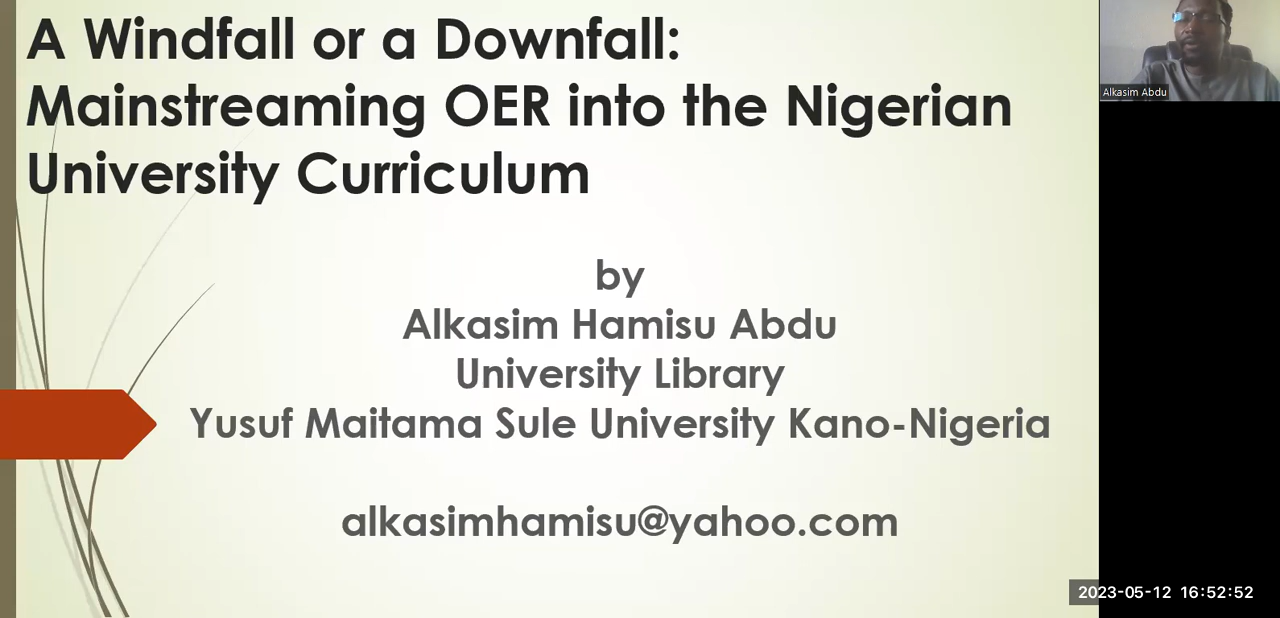 A Windfall or a Downfall:
Mainstreaming OER into the Nigerian
University Curriculum
by
Alkasim Hamisu Abdu
University Library
Yusuf Maitama Sule University Kano-Nigeria
alkasimhamisu@yahoo.com
Alkasim Abdu
2023-05-12 16:52:52